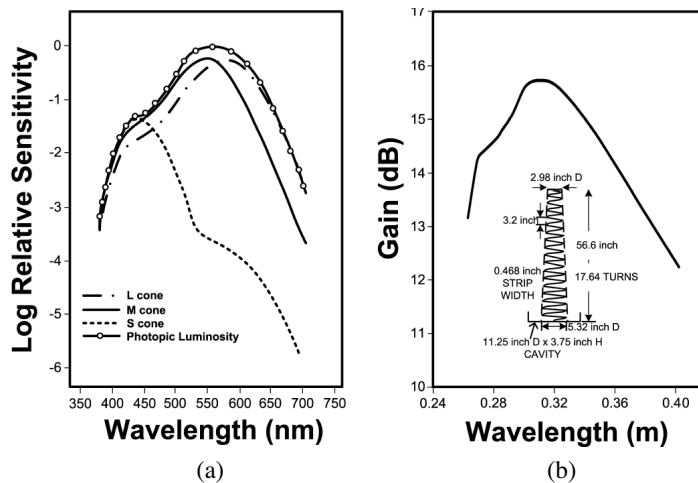 0
-1
-2
-3
-4
-5
-6
Log Relative Sensitivity
L cone
M cone
S cone
Photopic Luminosity
350 400 450 500 550 600 650 700 750
Wavelength (nm)
(a)
17
16
15
14
13
12
11
10
Gain (dB)
2.98 inch D
3.2 inch
56.6 inch
0.468 inch
STRIP
WIDTH
17.64 TURNS
5.32 inch D
11.25 inch D x 3.75 inch H
CAVITY
0.24 0.28 0.32 0.36 0.40
Wavelength (m)
(b)